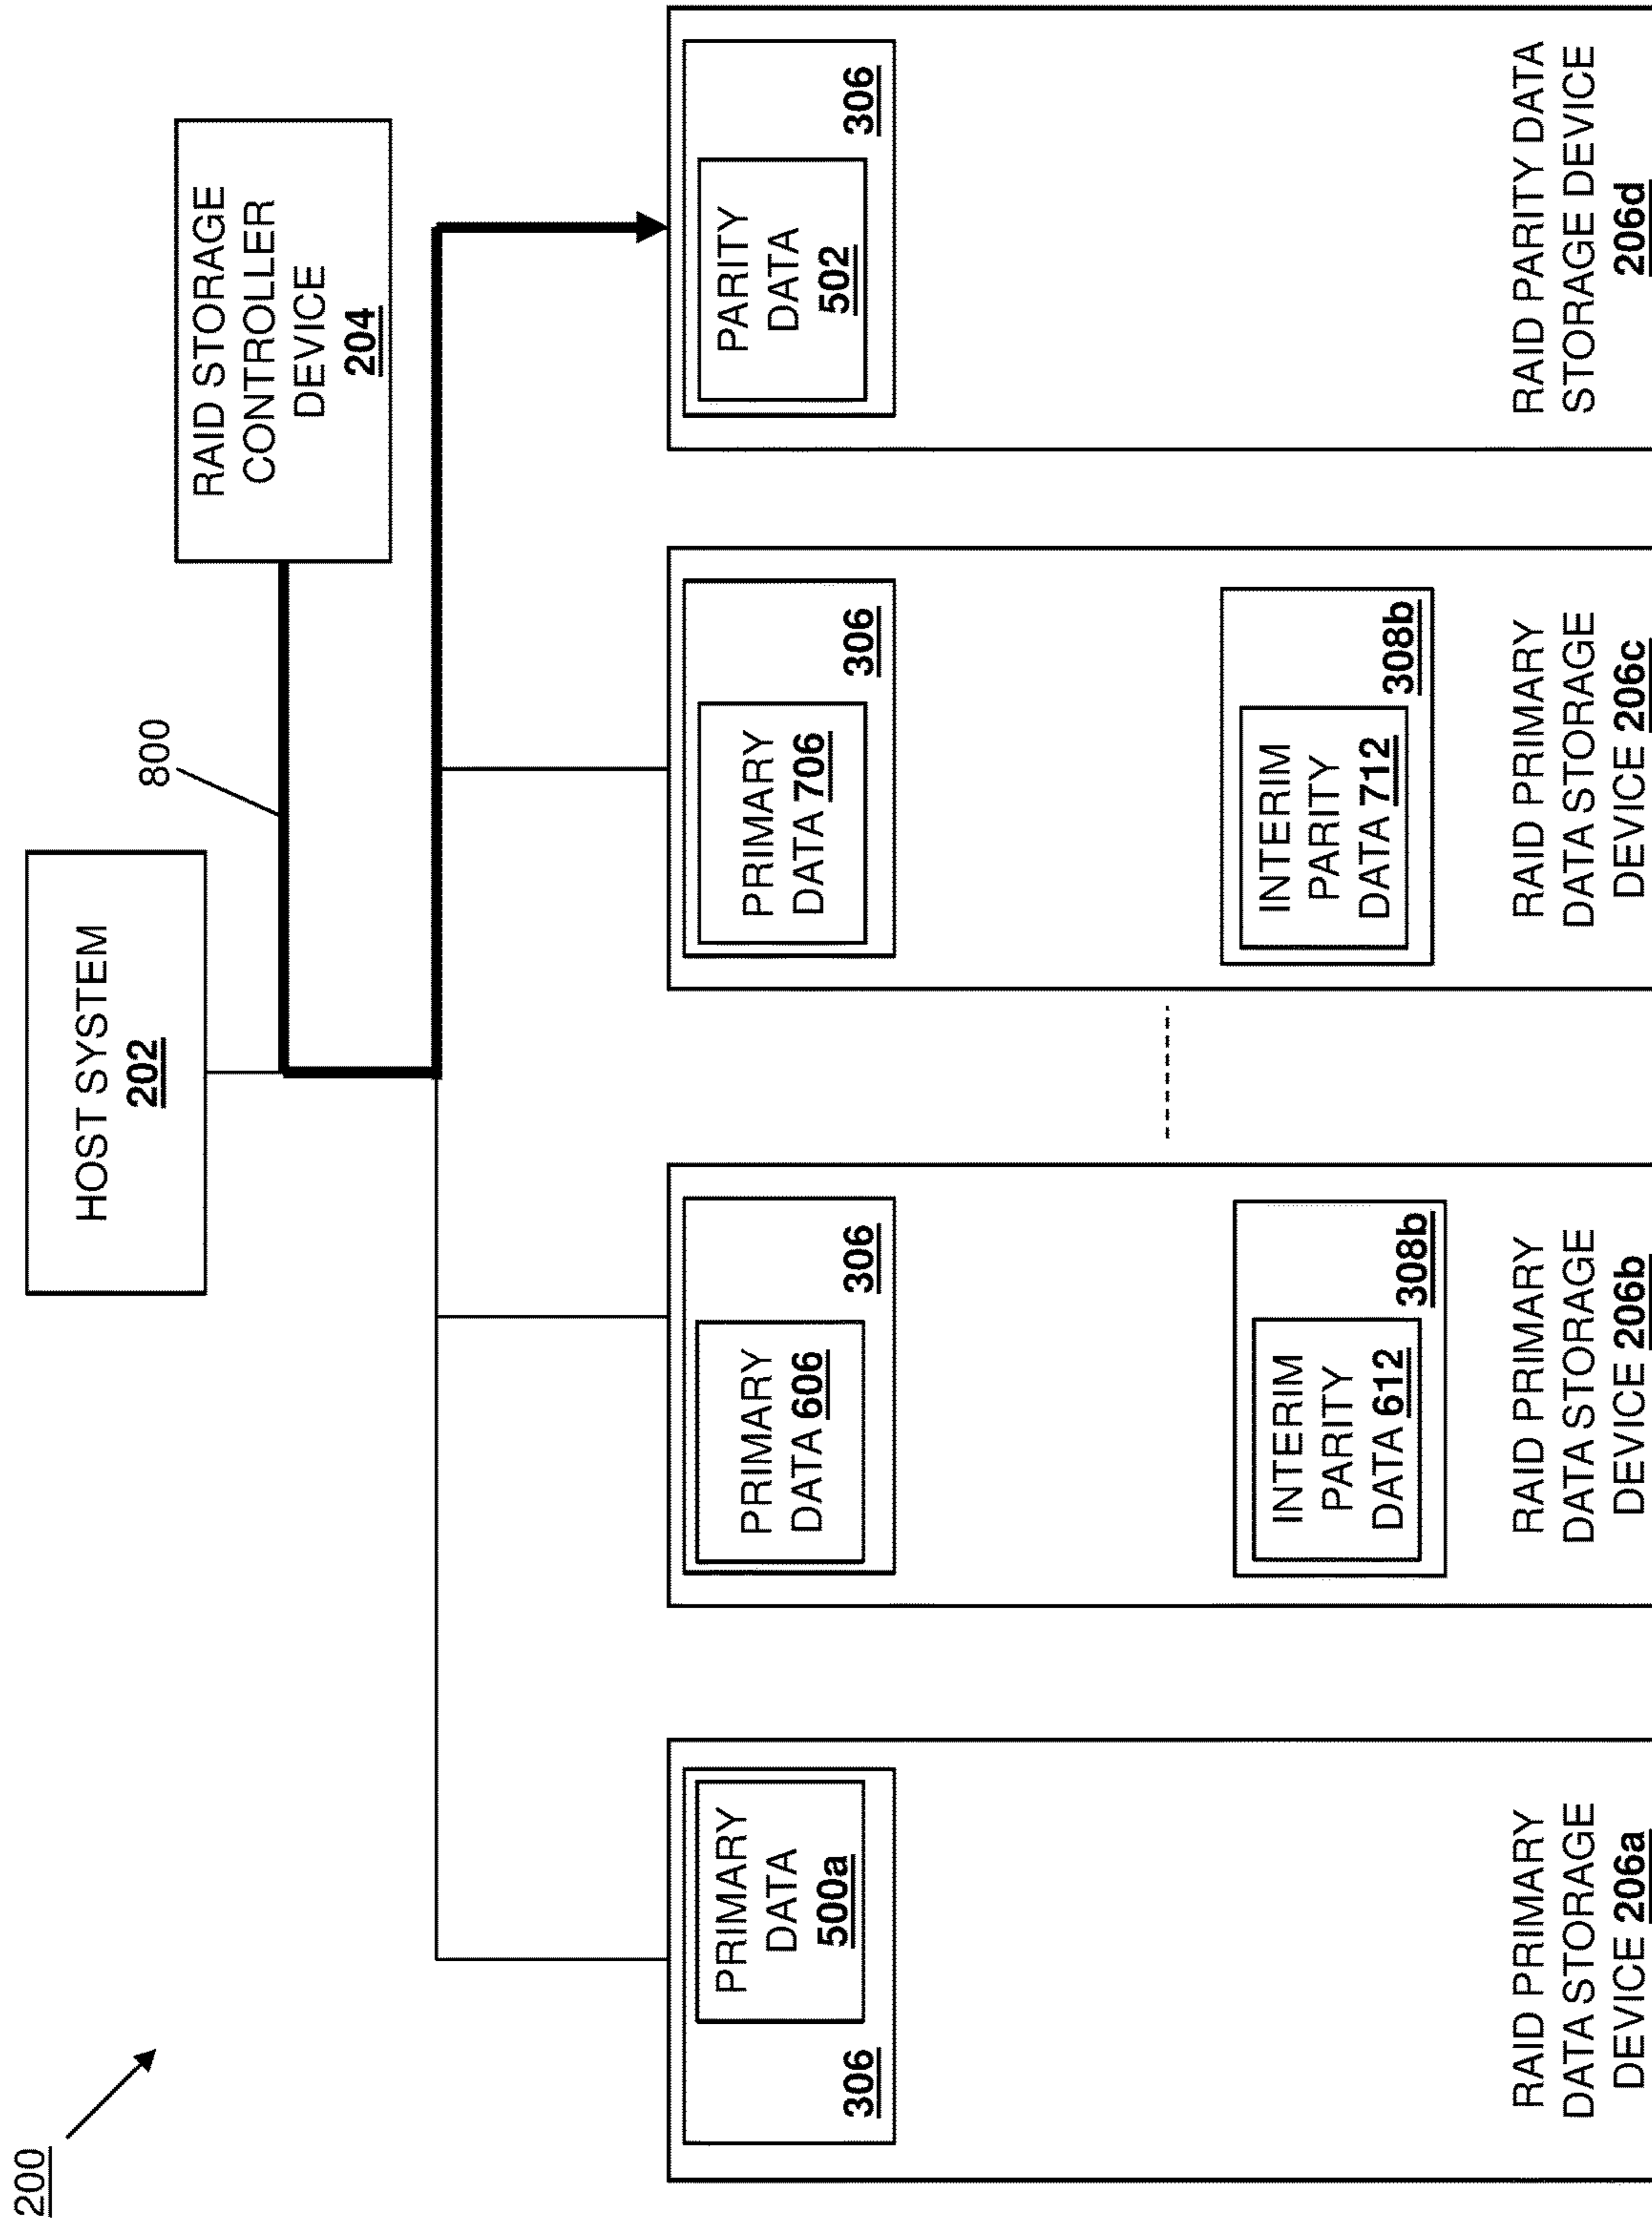 200
HOST SYSTEM
202
800
RAID STORAGE
CONTROLLER
DEVICE
204
PRIMARY
DATA
500a
306
RAID PRIMARY
DATA STORAGE
DEVICE 206a
PRIMARY
DATA 606
306
INTERIM
PARITY
DATA 612
308b
RAID PRIMARY
DATA STORAGE
DEVICE 206b
PRIMARY
DATA 706
306
INTERIM
PARITY
DATA 712
308b
RAID PRIMARY
DATA STORAGE
DEVICE 206c
PARITY
DATA
502
306
RAID PARITY DATA
STORAGE DEVICE
206d